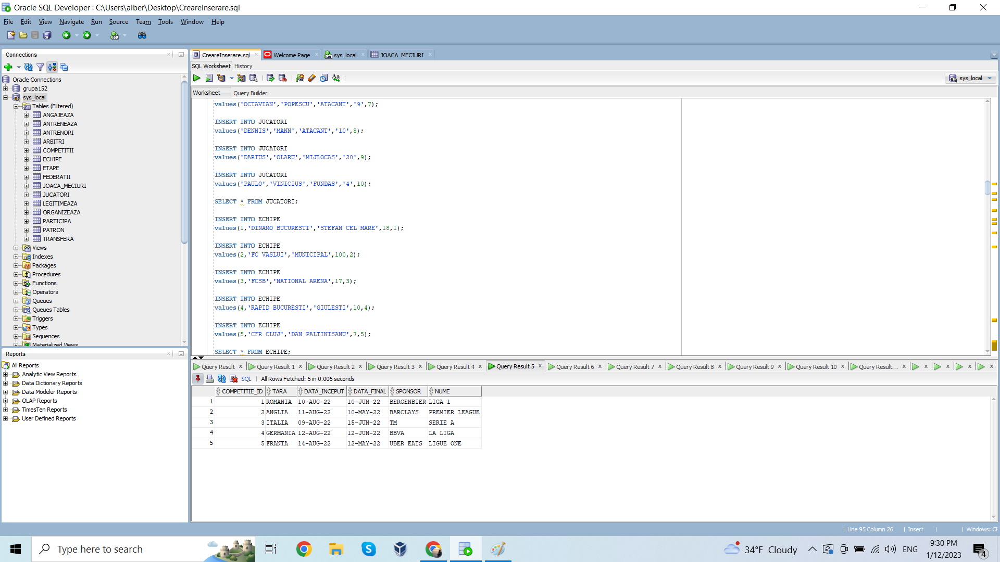 Oracle SQL Developer : C:\Users\alber\Desktop\CreareInserare.sql
File Edit View Navigate Run Source Team Tools Window Help
Connections
Oracle Connections
grupa152
sys_local
Tables (Filtered)
ANGAJEAZA
ANTRENEAZA
ANTRENORI
ARBITRI
COMPETITII
ECHIPE
ETAPE
FEDERATII
JOACA_MECIURI
JUCATORI
LEGITIMEAZA
ORGANIZEAZA
PARTICIPA
PATRON
TRANSFERA
Views
Indexes
Packages
Procedures
Functions
Operators
Queues
Queues Tables
Triggers
Types
Sequences
Materialized Views
Reports
All Reports
Analytic View Reports
Data Dictionary Reports
Data Modeler Reports
OLAP Reports
TimesTen Reports
User Defined Reports
CreareInserare.sql Welcome Page sys_local JOACA_MECIURI
SQL Worksheet History
sys_local
Worksheet Query Builder
values('OCTAVIAN','POPESCU','ATACANT','9',7);
INSERT INTO JUCATORI
values('DENNIS','MANN','ATACANT','10',8);
INSERT INTO JUCATORI
values('DARIUS','OLARU','MIJLOCAS','20',9);
INSERT INTO JUCATORI
values('PAULO','VINICIUS','FUNDAS','4',10);
SELECT * FROM JUCATORI;
INSERT INTO ECHIPE
values(1,'DINAMO BUCURESTI','STEFAN CEL MARE',18,1);
INSERT INTO ECHIPE
values(2,'FC VASLUI','MUNICIPAL',100,2);
INSERT INTO ECHIPE
values(3,'FCSB','NATIONAL ARENA',17,3);
INSERT INTO ECHIPE
values(4,'RAPID BUCURESTI','GIULESTI',10,4);
INSERT INTO ECHIPE
values(5,'CFR CLUJ','DAN PALTINISANU',7,5);
SELECT * FROM ECHIPE;
Query Result Query Result 1 Query Result 2 Query Result 3 Query Result 4 Query Result 5 Query Result 6 Query Result 7 Query Result 8 Query Result 9 Query Result 10 Query Result...
SQL All Rows Fetched: 5 in 0.006 seconds
COMPETITIE_ID TARA DATA_INCEPUT DATA_FINAL SPONSOR NUME
1 1 ROMANIA 10-AUG-22 10-JUN-22 BERGENBIER LIGA 1
2 2 ANGLIA 11-AUG-22 10-MAY-22 BARCLAYS PREMIER LEAGUE
3 3 ITALIA 09-AUG-22 15-JUN-22 TM SERIE A
4 4 GERMANIA 12-AUG-22 12-JUN-22 BBVA LA LIGA
5 5 FRANTA 14-AUG-22 12-MAY-22 UBER EATS LIGUE ONE
Line 95 Column 26 Insert Windows:
Type here to search
34°F Cloudy
ENG
9:30 PM
1/12/2023
4